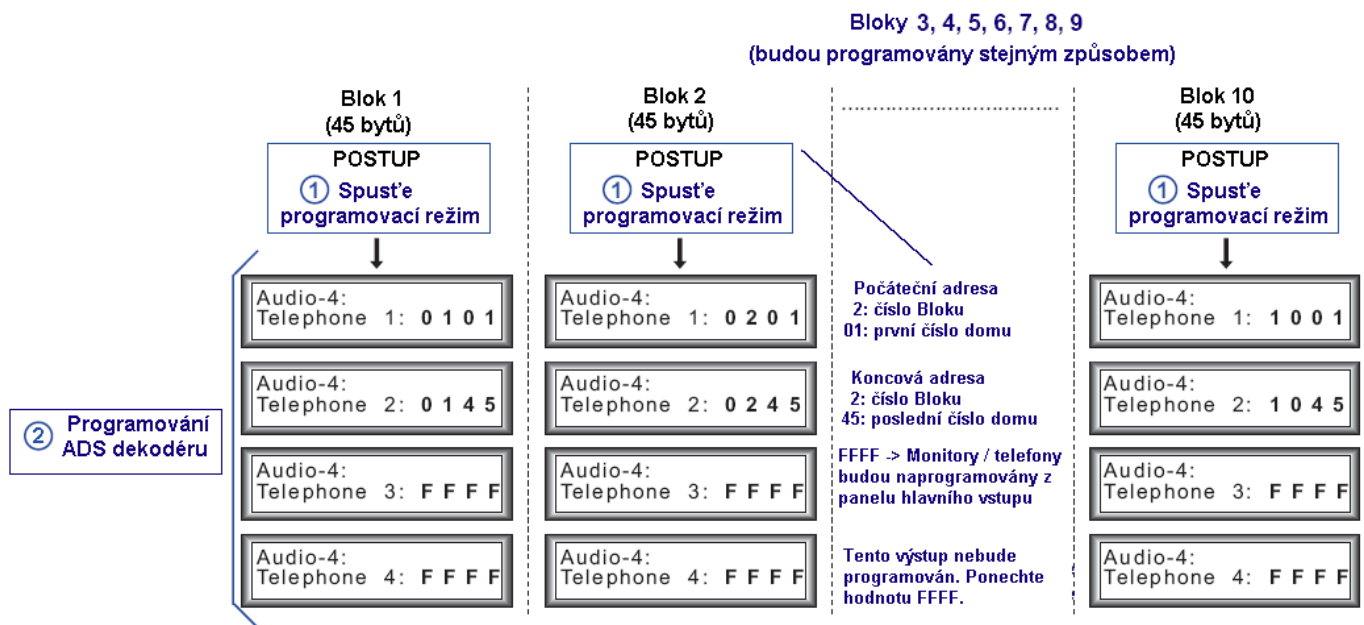 Bloky 3, 4, 5, 6, 7, 8, 9
(budou programovány stejným způsobem)
Blok 1
(45 bytů)
POSTUP
1 Spusťe
programovací režim
Audio-4:
Telephone 1: 0 1 0 1
Audio-4:
Telephone 2: 0 1 4 5
Audio-4:
Telephone 3: F F F F
Audio-4:
Telephone 4: F F F F
2 Programování
ADS dekodéru
Blok 2
(45 bytů)
POSTUP
1 Spusťe
programovací režim
Audio-4:
Telephone 1: 0 2 0 1
Audio-4:
Telephone 2: 0 2 4 5
Audio-4:
Telephone 3: F F F F
Audio-4:
Telephone 4: F F F F
Počáteční adresa
2: číslo Bloku
01: první číslo domu
Koncová adresa
2: číslo Bloku
45: poslední číslo domu
FFFF -> Monitory / telefony
budou naprogramovány z
panelu hlavního vstupu
Tento výstup nebude
programován. Ponechte
hodnotu FFFF.
Blok 10
(45 bytů)
POSTUP
1 Spusťe
programovací režim
Audio-4:
Telephone 1: 1 0 0 1
Audio-4:
Telephone 2: 1 0 4 5
Audio-4:
Telephone 3: F F F F
Audio-4:
Telephone 4: F F F F